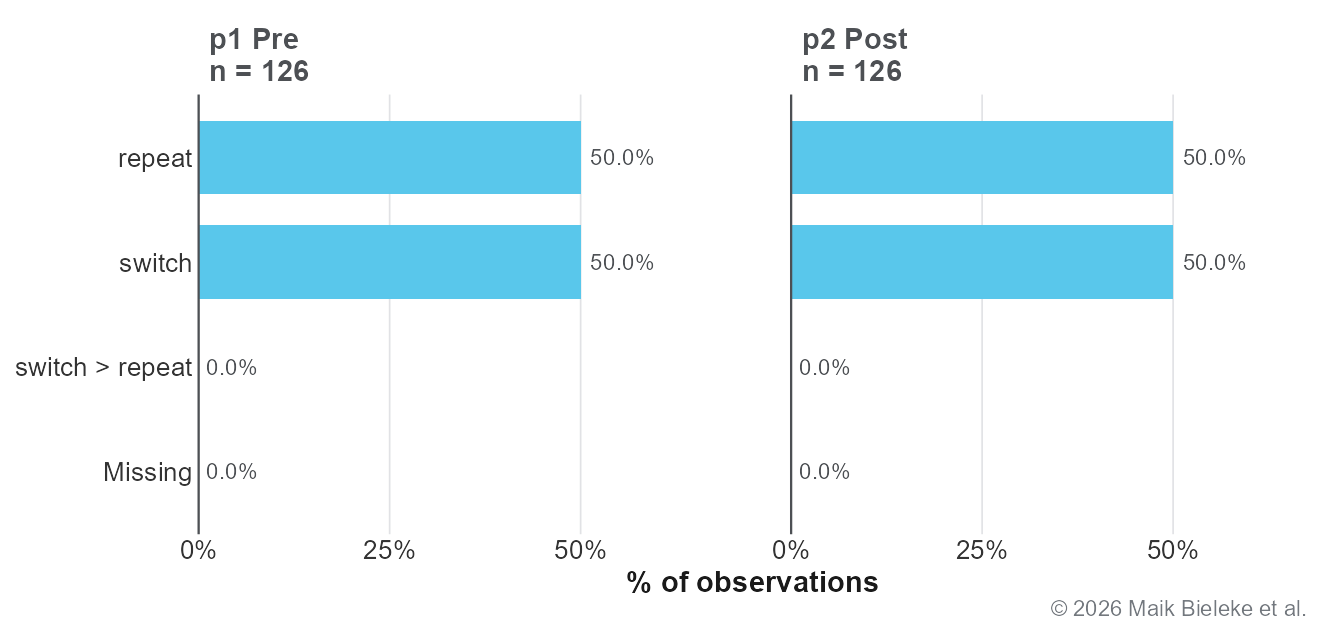 p1 Pre
n = 126
p2 Post
n = 126
repeat
50.0%
50.0%
switch
50.0%
50.0%
switch > repeat
0.0%
0.0%
Missing
0.0%
0.0%
0%
25%
50%
0%
25%
50%
% of observations
© 2026 Maik Bieleke et al.